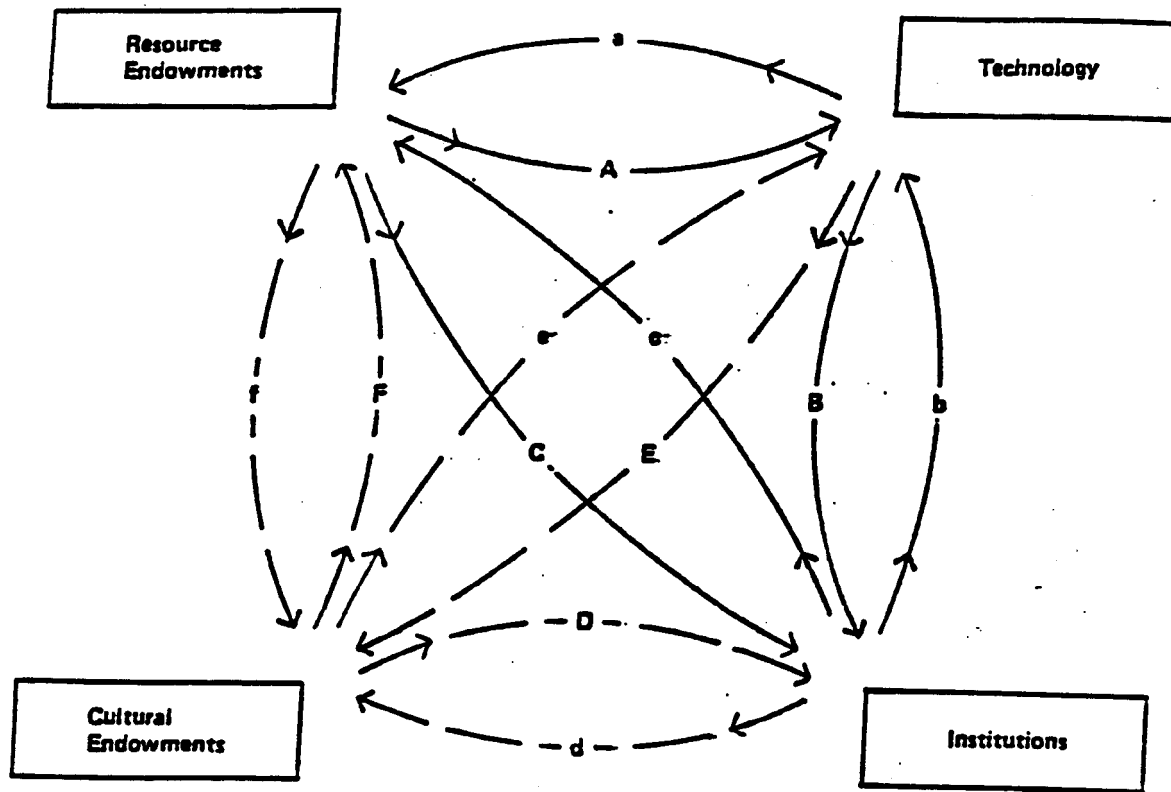 Resource
Endowments
Technology
a
A
e
c
f
F
B
b
C
E
D
d
Cultural
Endowments
Institutions